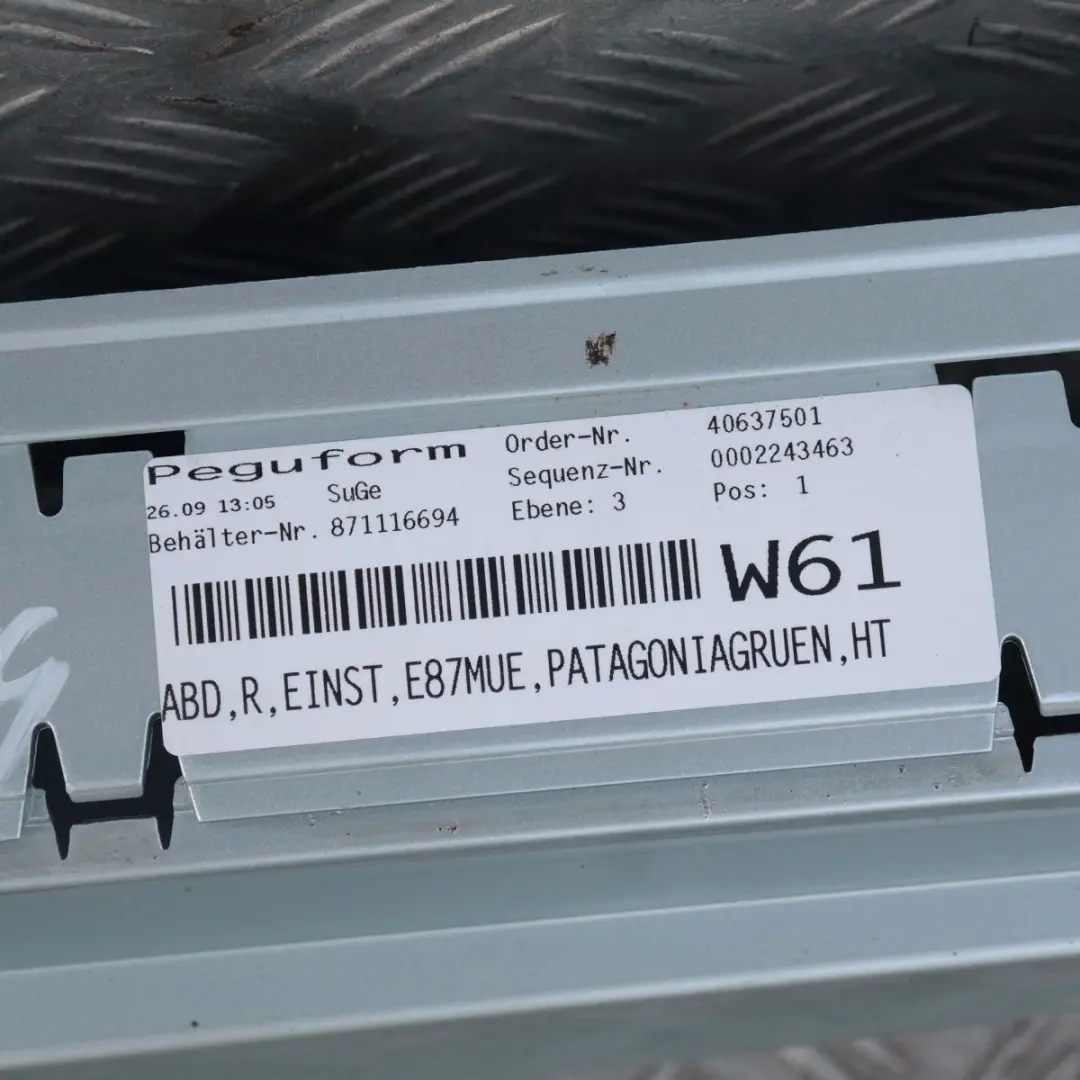 Peguform
26.09 13:05 SuGe
Behälter-Nr. 871116694
Order-Nr. 40637501
Sequenz-Nr. 0002243463
Ebene: 3 Pos: 1
W61
ABD,R,EINST,E87MUE,PATAGONIAGRUEN,HT